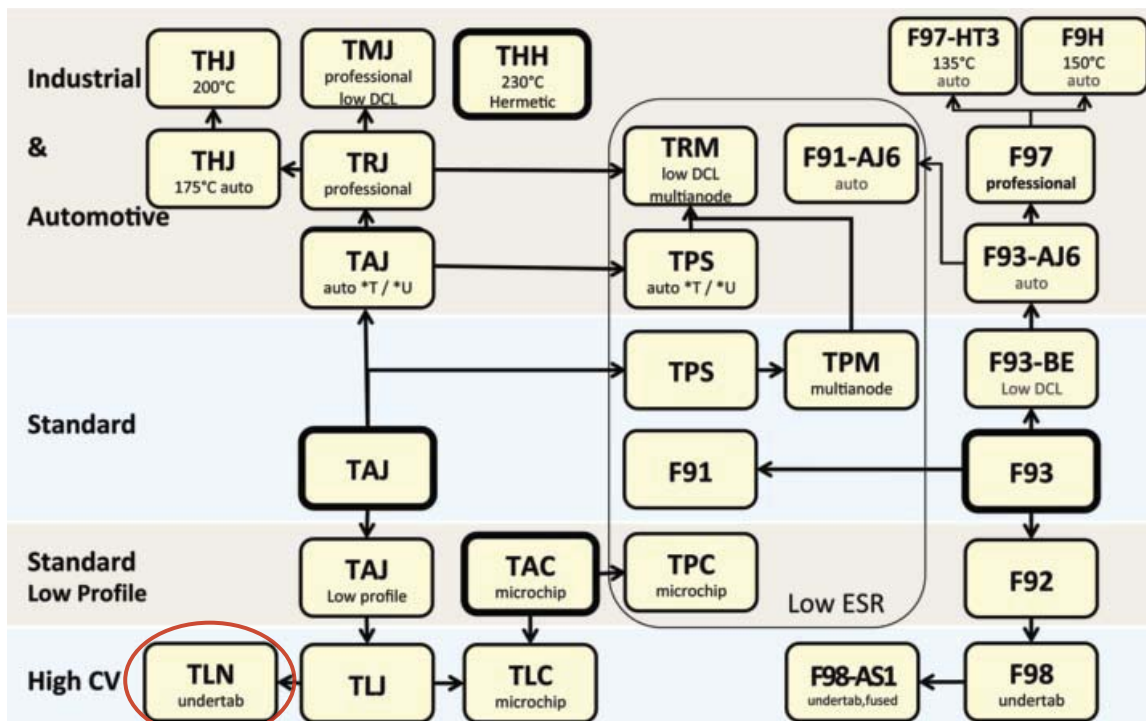 Industrial
&
Automotive
THJ
200°C
TMJ
professional
low DCL
THH
230°C
Hermetic
F97-HT3
135°C
auto
F9H
150°C
auto
THJ
175°C auto
TRJ
professional
TRM
low DCL
multianode
F91-AJ6
auto
F97
professional
TAJ
auto *T / *U
TPS
auto *T / *U
F93-AJ6
auto
Standard
TPS
TPM
multianode
F93-BE
Low DCL
TAJ
F91
F93
Standard
Low Profile
TAJ
Low profile
TAC
microchip
TPC
microchip
Low ESR
F92
High CV
TLN
undertab
TLJ
TLC
microchip
F98-AS1
undertab,fused
F98
undertab